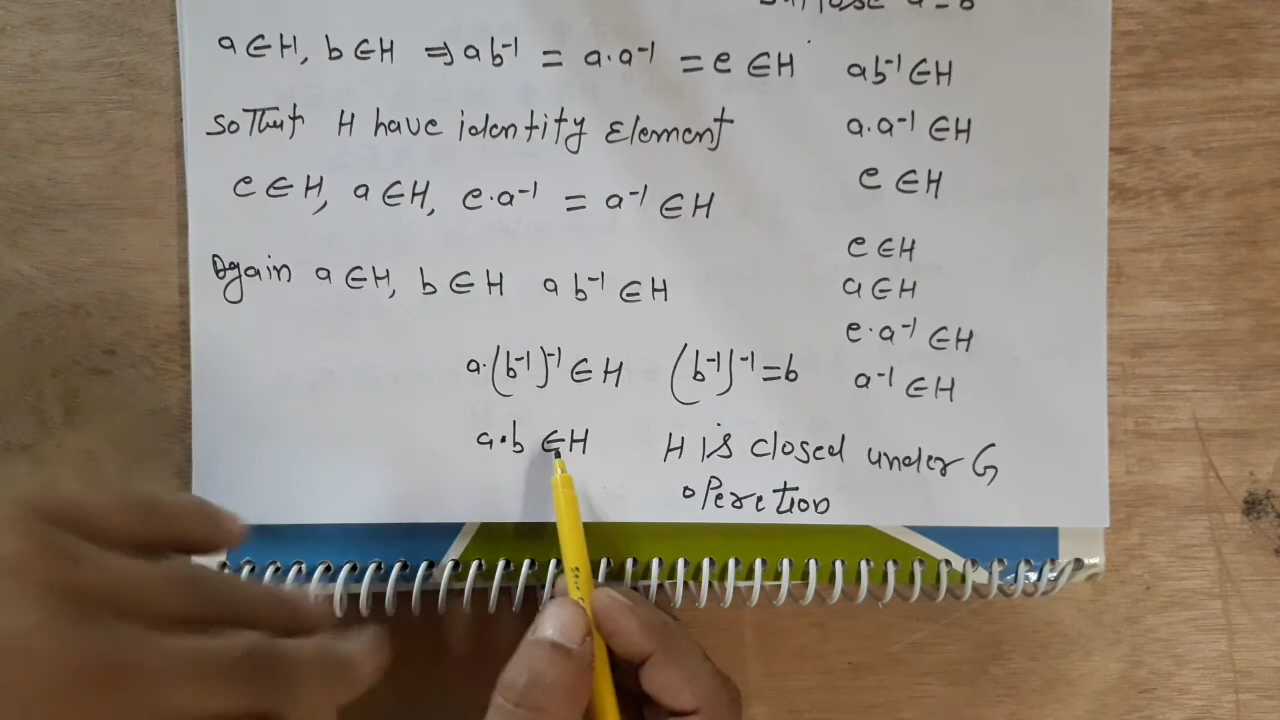 a ∈ H, b ∈ H ⇒ ab⁻¹ = a·a⁻¹ = e ∈ H
ab⁻¹ ∈ H
so that H have identity Element
a·a⁻¹ ∈ H
e ∈ H
e ∈ H, a ∈ H, e·a⁻¹ = a⁻¹ ∈ H
e ∈ H
Again a ∈ H, b ∈ H ab⁻¹ ∈ H
a ∈ H
e·a⁻¹ ∈ H
a·(b⁻¹)⁻¹ ∈ H (b⁻¹)⁻¹ = b
a⁻¹ ∈ H
a·b ∈ H H is closed under G
operetion